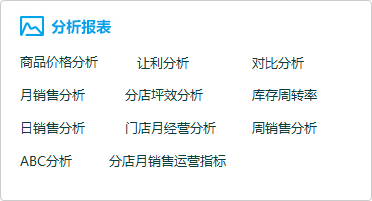 分析报表
商品价格分析 让利分析 对比分析
月销售分析 分店坪效分析 库存周转率
日销售分析 门店月经营分析 周销售分析
ABC分析 分店月销售运营指标